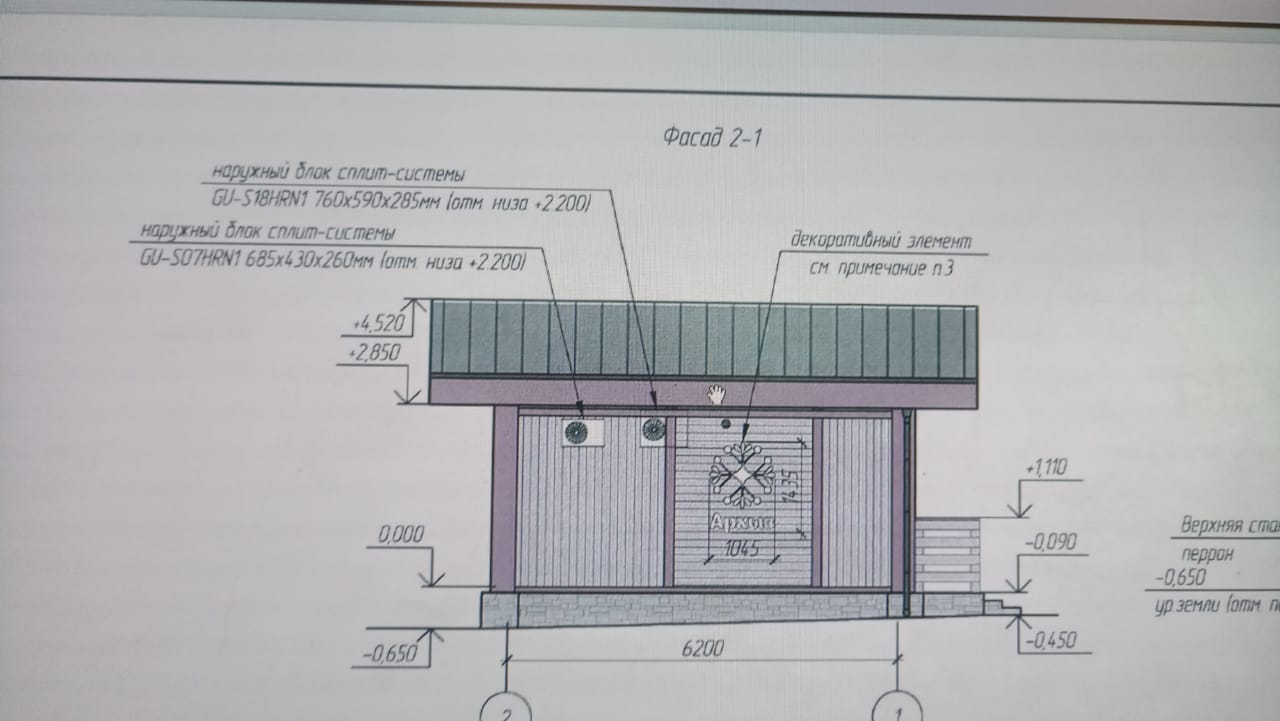 Фасад 2-1
наружный блок сплит-системы
GU-S18HRN1 760х590х285мм (отм. низа +2.200)
наружный блок сплит-системы
GU-S07HRN1 685х430х260мм (отм. низа +2.200)
декоративный элемент
см. примечание п.3
+4,520
+2,850
1435
+1,110
Архыз
1045
0,000
-0,090
Верхняя
перрон
-0,650
ур.земли (отм.
-0,650
6200
-0,450
2
1